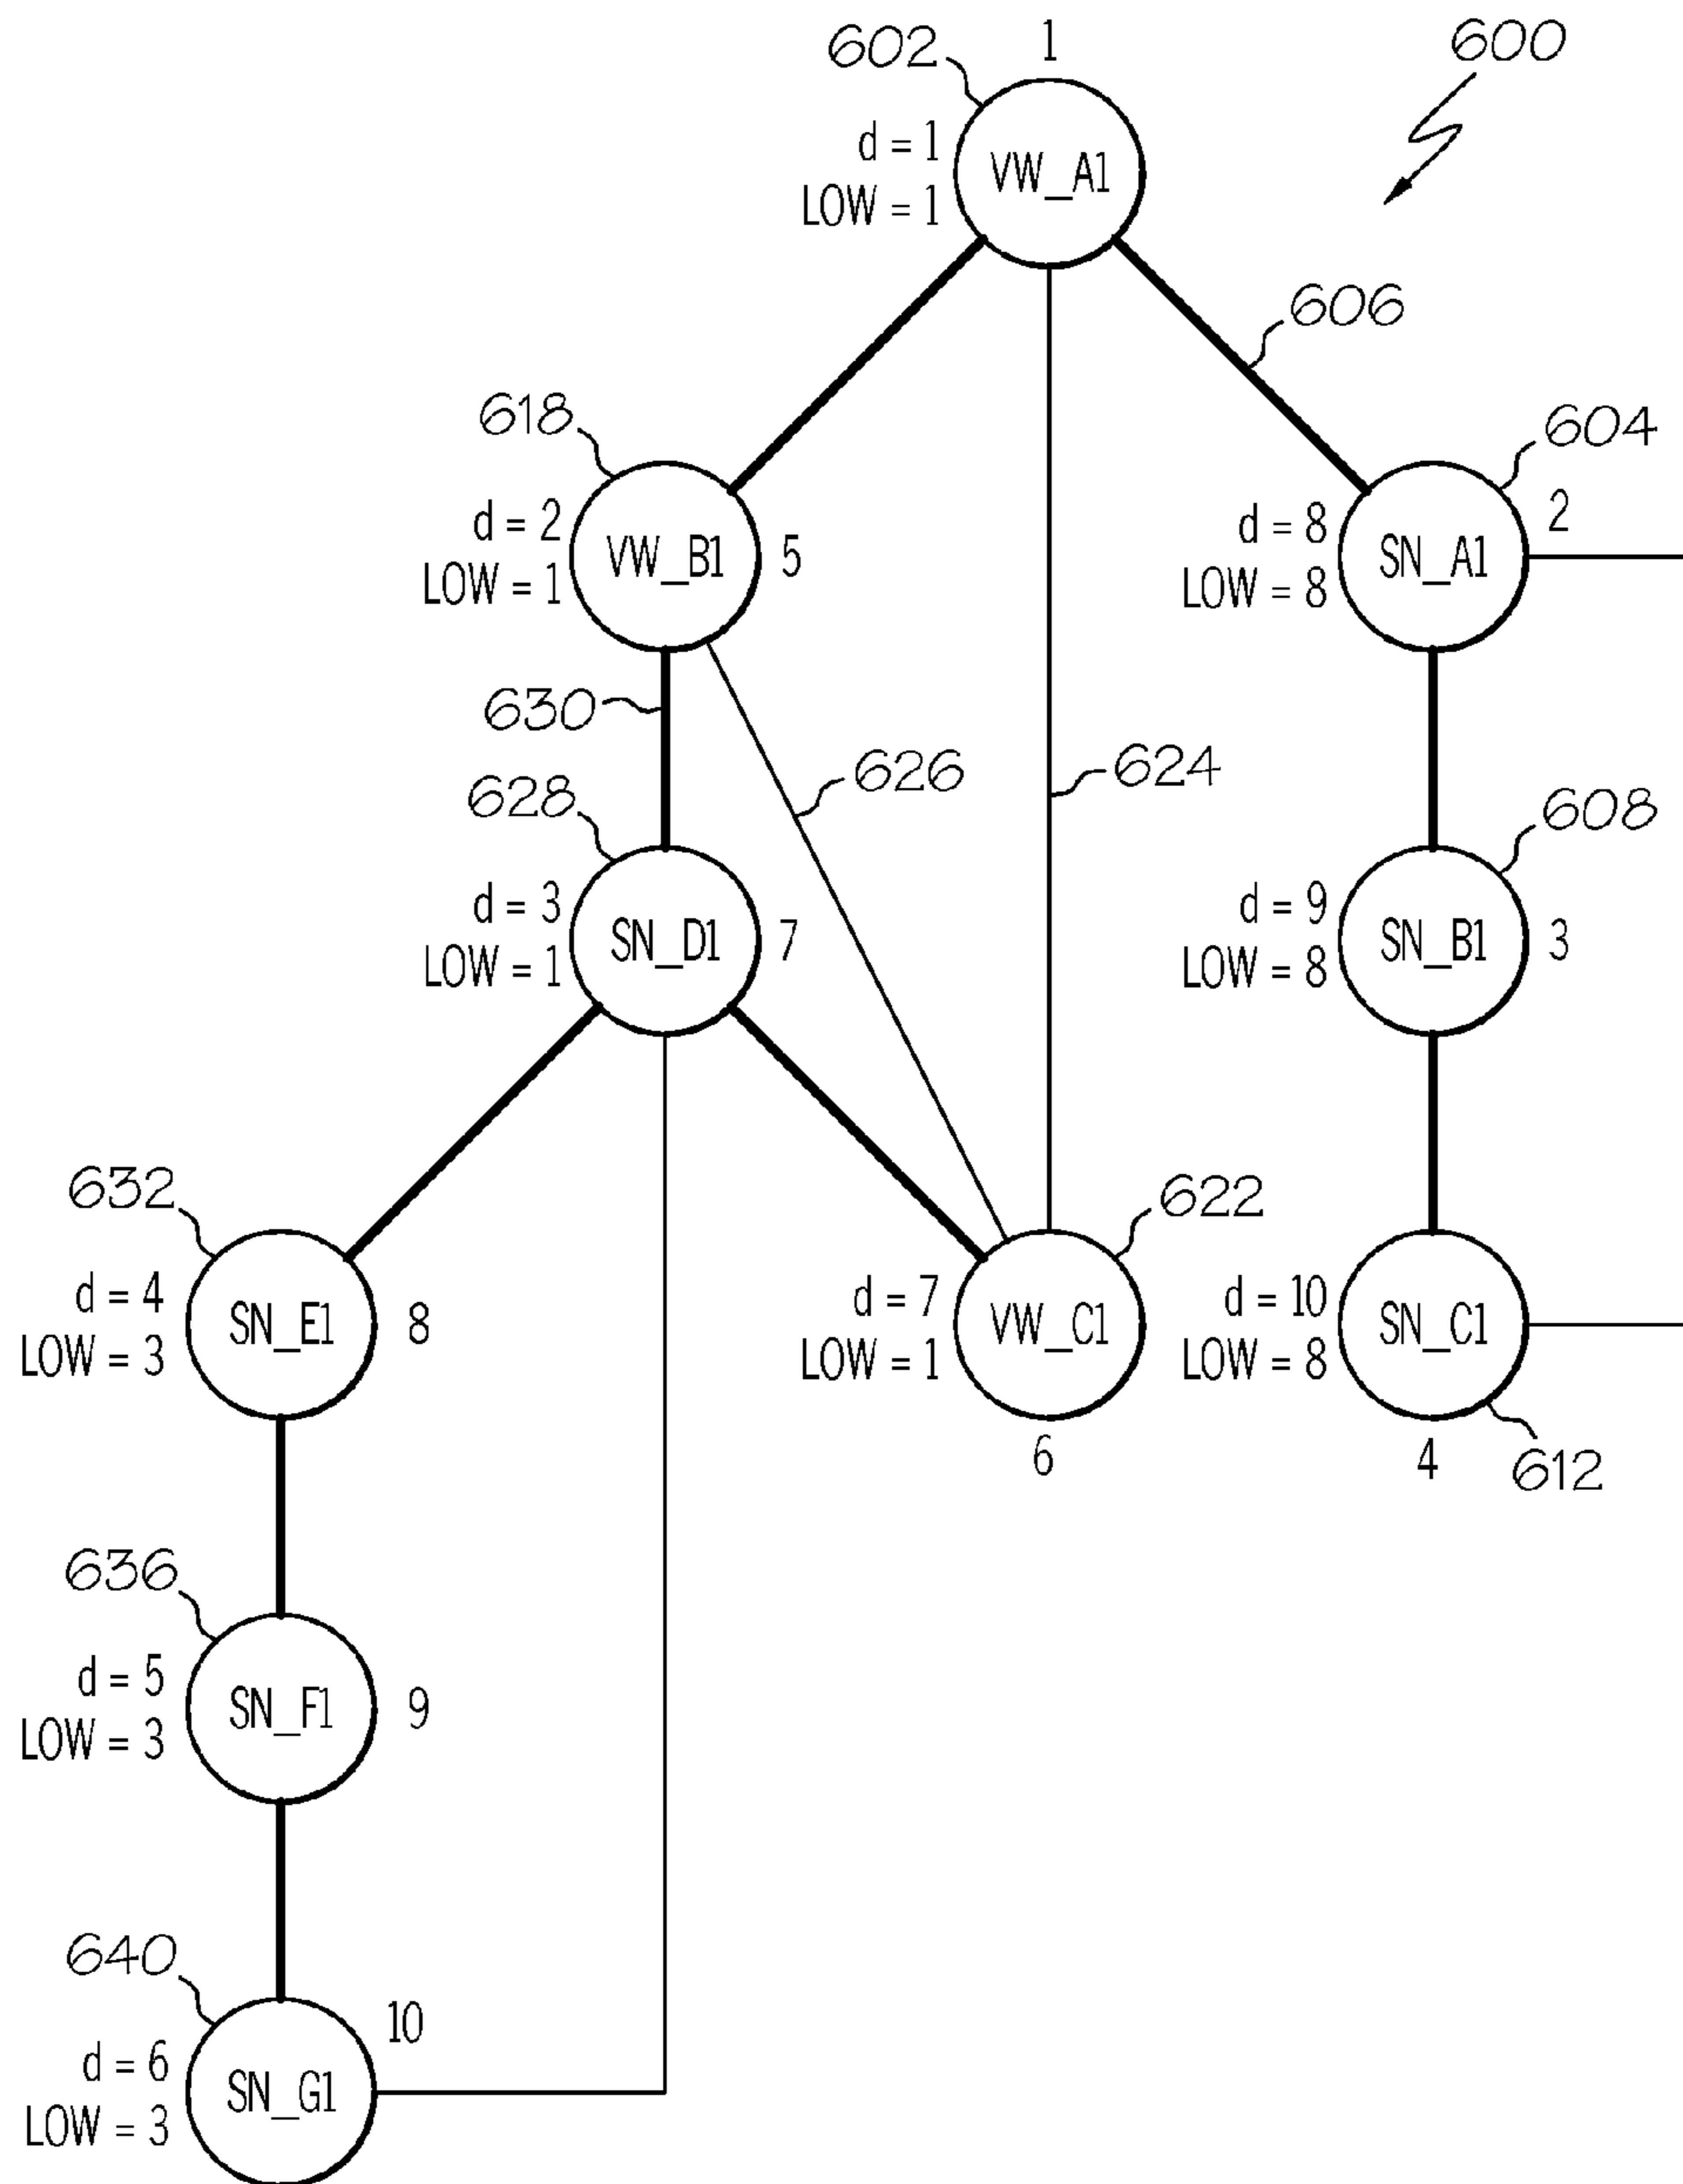 602
1
600
d = 1
VW_A1
LOW = 1
606
618
604
d = 2
VW_B1
5
LOW = 1
d = 8
SN_A1
2
LOW = 8
630
626
624
628
608
d = 3
SN_D1
7
LOW = 1
d = 9
SN_B1
3
LOW = 8
632
622
d = 4
SN_E1
8
LOW = 3
d = 7
VW_C1
LOW = 1
6
d = 10
SN_C1
LOW = 8
4
612
636
d = 5
SN_F1
9
LOW = 3
640
10
d = 6
SN_G1
LOW = 3